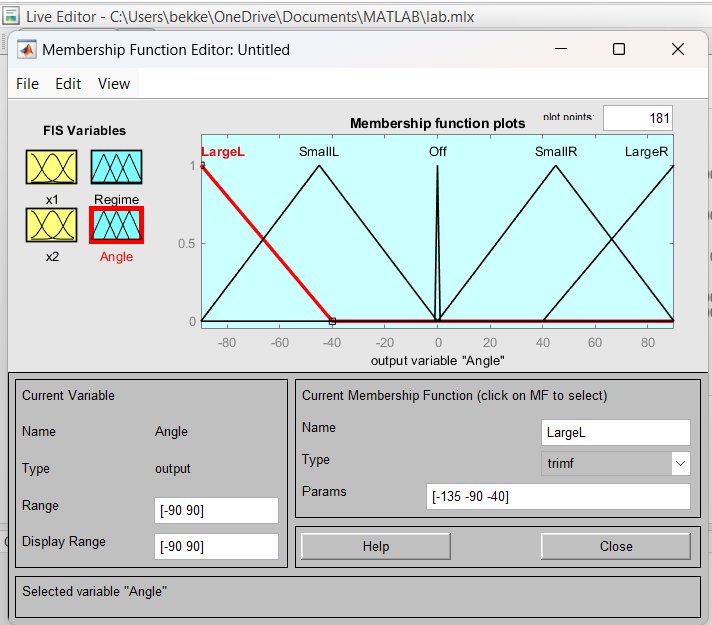 Live Editor - C:\Users\bekke\OneDrive\Documents\MATLAB\lab.mlx
Membership Function Editor: Untitled
File Edit View
FIS Variables
x1
Regime
x2
Angle
Membership function plots
plot points:
181
LargeL
SmallL
Off
SmallR
LargeR
1
0.5
0
-80 -60 -40 -20 0 20 40 60 80
output variable "Angle"
Current Variable
Name Angle
Type output
Range [-90 90]
Display Range [-90 90]
Current Membership Function (click on MF to select)
Name LargeL
Type trimf
Params [-135 -90 -40]
Help Close
Selected variable "Angle"